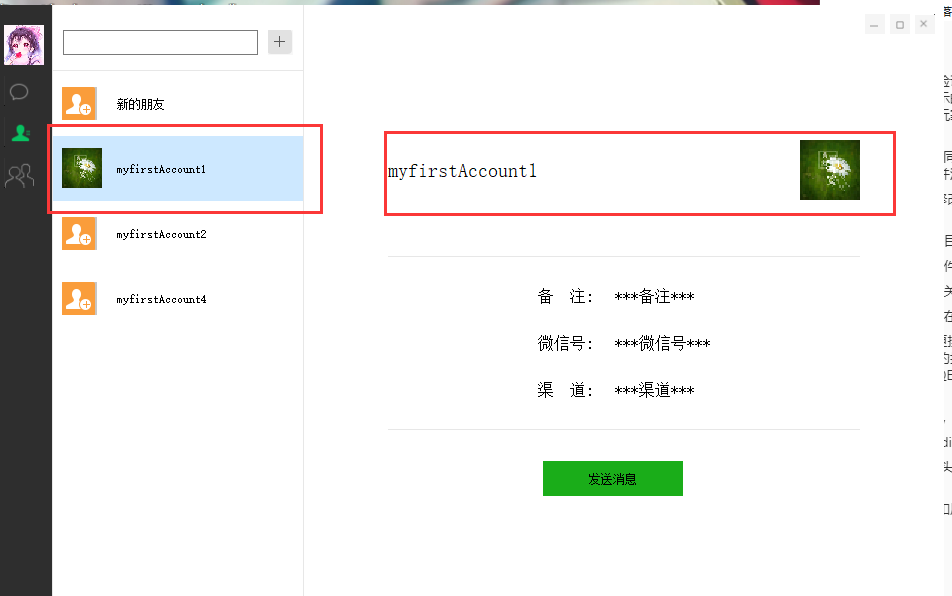 新的朋友
myfirstAccount1
myfirstAccount2
myfirstAccount4
myfirstAccount1
备 注： ***备注***
微信号： ***微信号***
渠 道： ***渠道***
发送消息